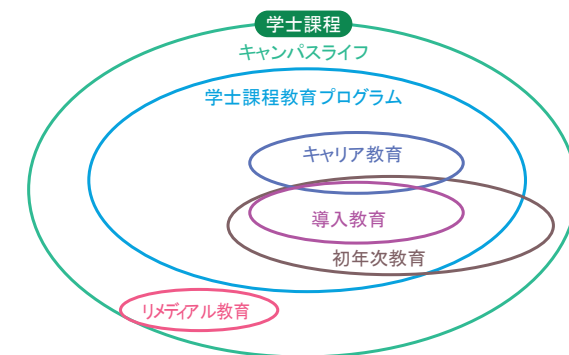 学士課程
キャンパスライフ
学士課程教育プログラム
キャリア教育
導入教育
初年次教育
リメディアル教育